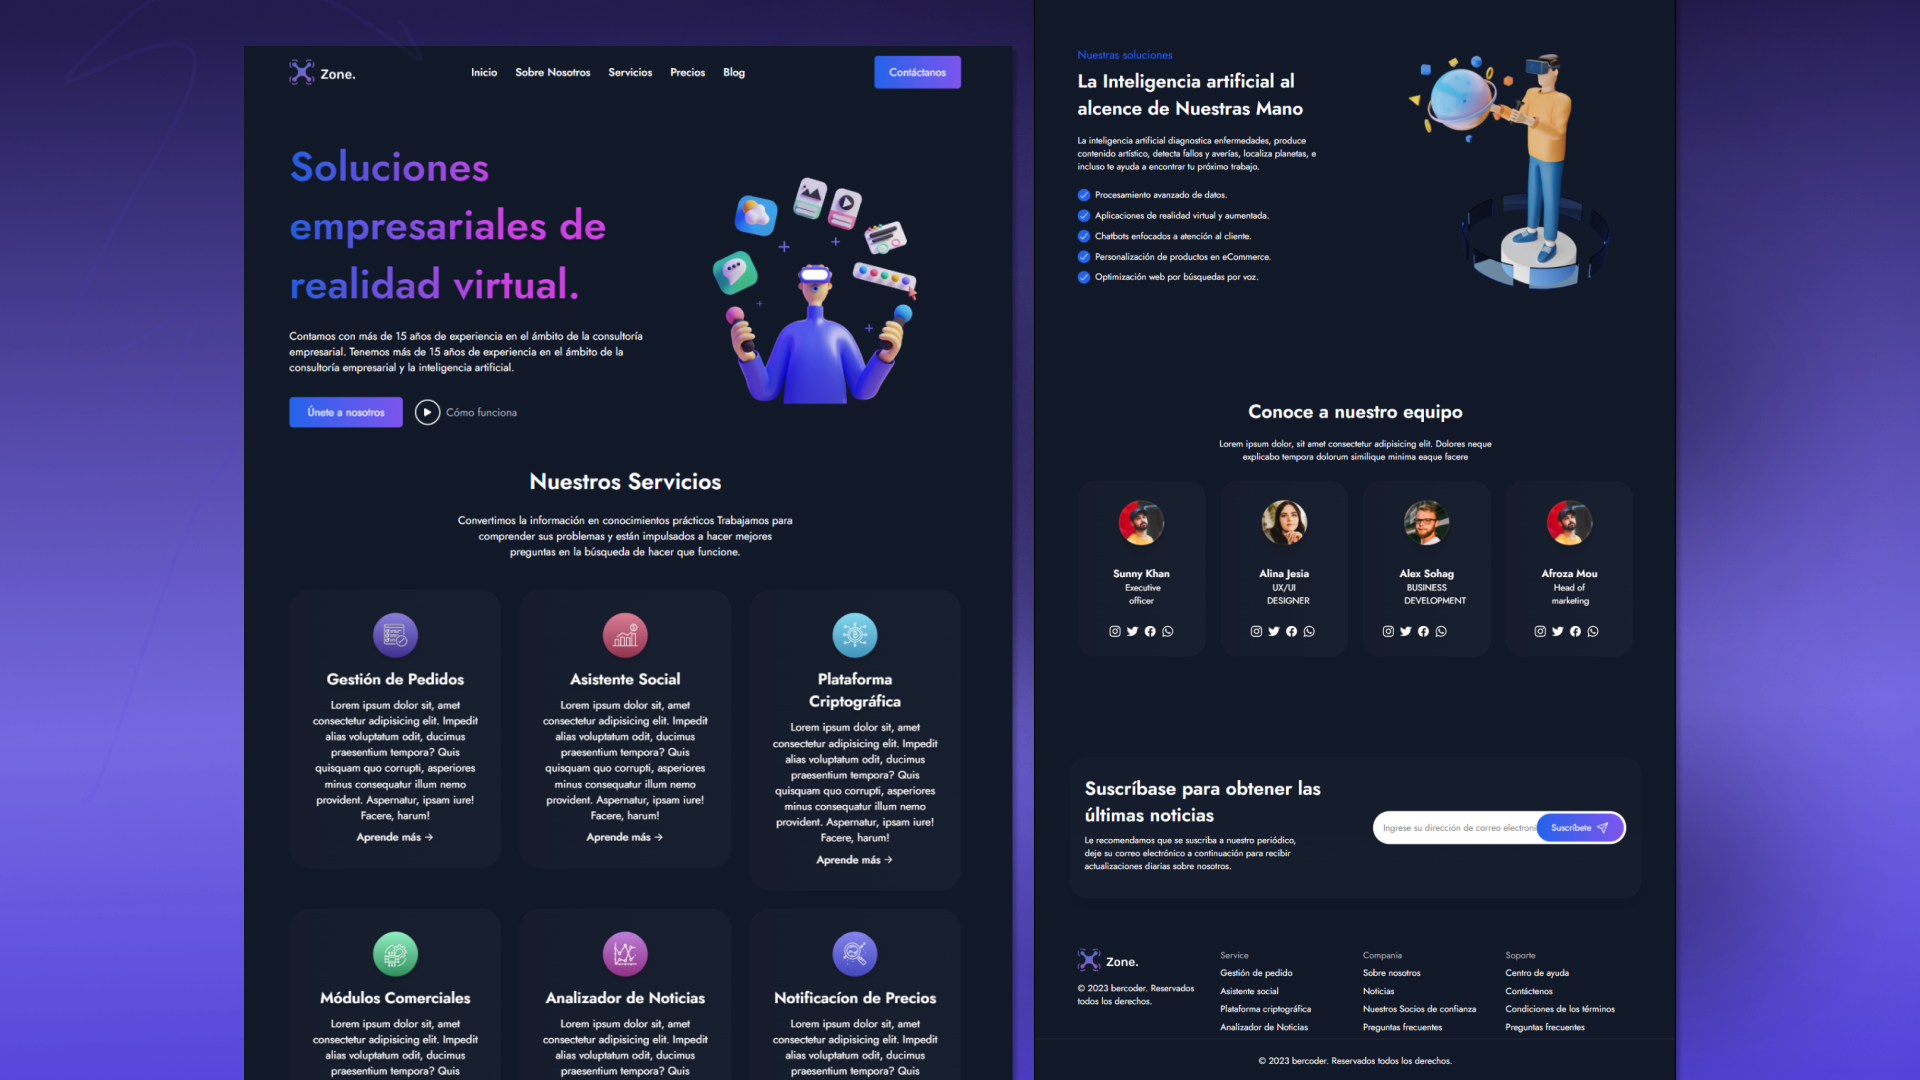 Zone.
Inicio
Sobre Nosotros
Servicios
Precios
Blog
Contáctanos
Soluciones
empresariales de
realidad virtual.
Contamos con más de 15 años de experiencia en el ámbito de la consultoría
empresarial. Tenemos más de 15 años de experiencia en el ámbito de la
consultoría empresarial y la inteligencia artificial.
Únete a nosotros
Cómo funciona
Nuestros Servicios
Convertimos la información en conocimientos prácticos Trabajamos para
comprender sus problemas y están impulsados a hacer mejores
preguntas en la búsqueda de hacer que funcione.
Gestión de Pedidos
Lorem ipsum dolor sit, amet
consectetur adipisicing elit. Impedit
alias voluptatum odit, ducimus
praesentium tempora? Quis
quisquam quo corrupti, asperiores
minus consequatur illum nemo
provident. Aspernatur, ipsam iure!
Facere, harum!
Aprende más →
Asistente Social
Lorem ipsum dolor sit, amet
consectetur adipisicing elit. Impedit
alias voluptatum odit, ducimus
praesentium tempora? Quis
quisquam quo corrupti, asperiores
minus consequatur illum nemo
provident. Aspernatur, ipsam iure!
Facere, harum!
Aprende más →
Plataforma
Criptográfica
Lorem ipsum dolor sit, amet
consectetur adipisicing elit. Impedit
alias voluptatum odit, ducimus
praesentium tempora? Quis
quisquam quo corrupti, asperiores
minus consequatur illum nemo
provident. Aspernatur, ipsam iure!
Facere, harum!
Aprende más →
Módulos Comerciales
Lorem ipsum dolor sit, amet
consectetur adipisicing elit. Impedit
alias voluptatum odit, ducimus
praesentium tempora? Quis
Analizador de Noticias
Lorem ipsum dolor sit, amet
consectetur adipisicing elit. Impedit
alias voluptatum odit, ducimus
praesentium tempora? Quis
Notificacíon de Precios
Lorem ipsum dolor sit, amet
consectetur adipisicing elit. Impedit
alias voluptatum odit, ducimus
praesentium tempora? Quis
Nuestras soluciones
La Inteligencia artificial al
alcence de Nuestras Mano
La inteligencia artificial diagnostica enfermedades, produce
contenido artístico, detecta fallos y averías, localiza planetas, e
incluso te ayuda a encontrar tu próximo trabajo.
Procesamiento avanzado de datos.
Aplicaciones de realidad virtual y aumentada.
Chatbots enfocados a atención al cliente.
Personalización de productos en eCommerce.
Optimización web por búsquedas por voz.
Conoce a nuestro equipo
Lorem ipsum dolor, sit amet consectetur adipisicing elit. Dolores neque
explicabo tempora dolorum similique minima eaque facere
Sunny Khan
Executive
officer
Alina Jesia
UX/UI
DESIGNER
Alex Sohag
BUSINESS
DEVELOPMENT
Afroza Mou
Head of
marketing
Suscríbase para obtener las
últimas noticias
Le recomendamos que se suscriba a nuestro periódico,
deje su correo electrónico a continuación para recibir
actualizaciones diarias sobre nosotros.
Ingrese su dirección de correo electroni
Suscríbete
Zone.
© 2023 bercoder. Reservados
todos los derechos.
Service
Gestión de pedido
Asistente social
Plataforma criptográfica
Analizador de Noticias
Compania
Sobre nosotros
Noticias
Nuestros Socios de confianza
Preguntas frecuentes
Soporte
Centro de ayuda
Contáctenos
Condiciones de los términos
Preguntas frecuentes
© 2023 bercoder. Reservados todos los derechos.